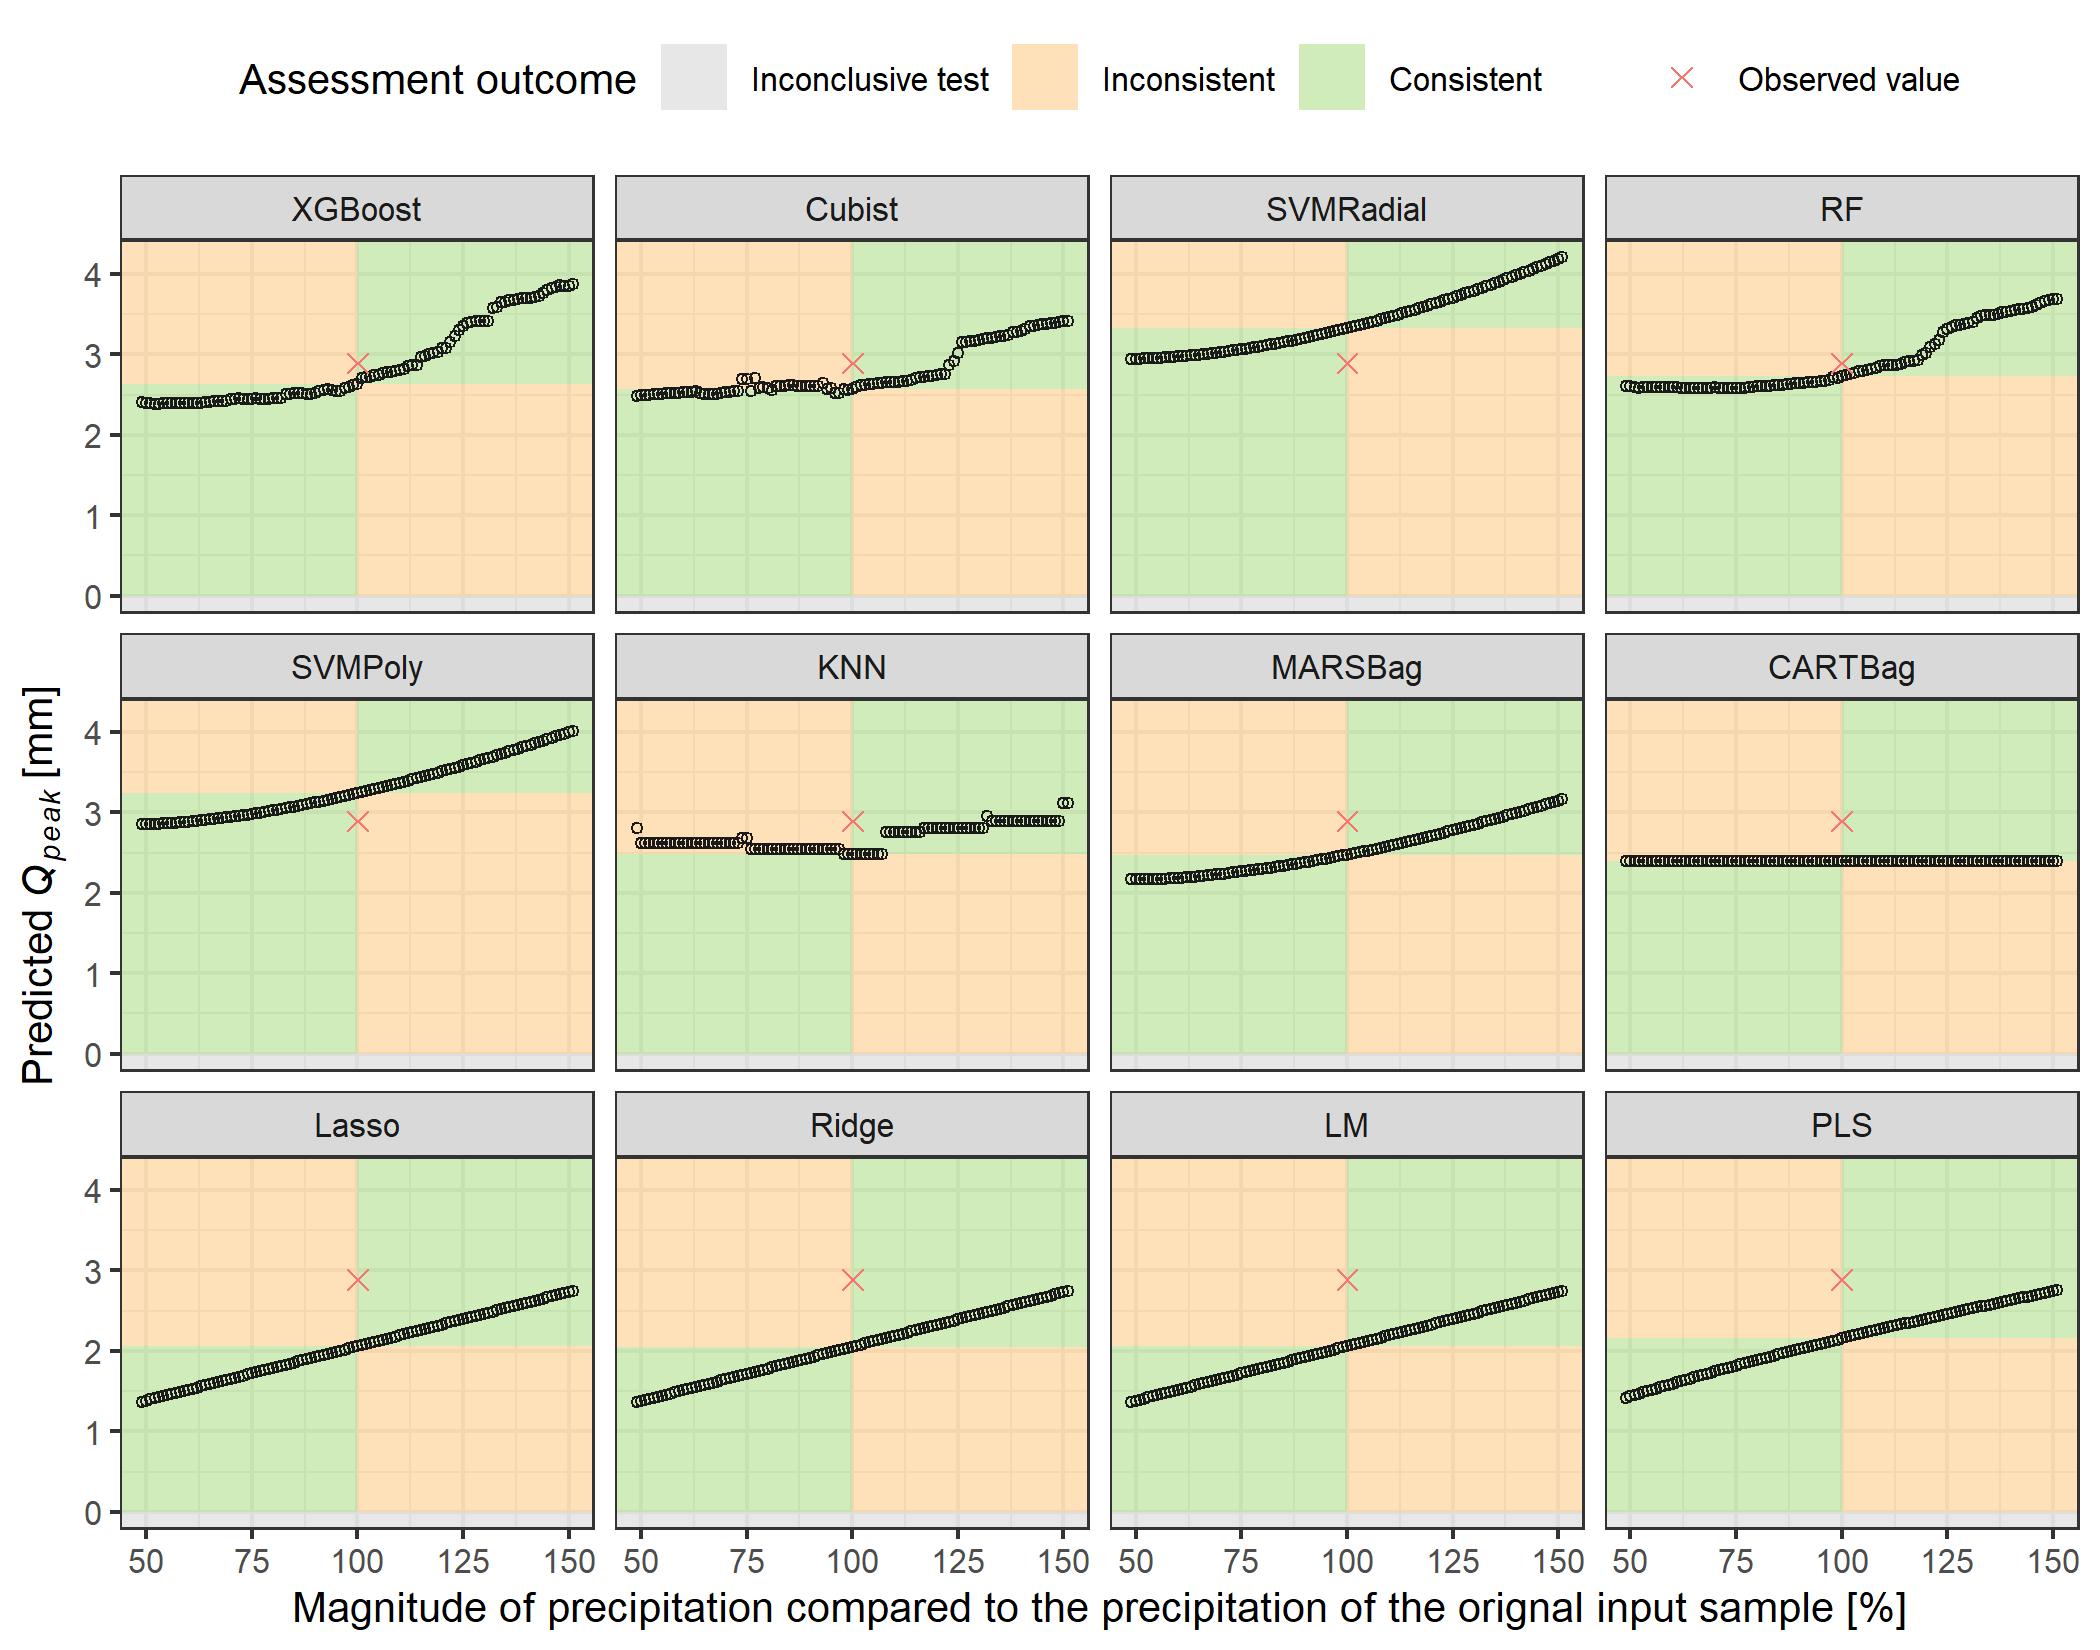 Assessment outcome Inconclusive test Inconsistent Consistent Observed value
XGBoost Cubist SVMRadial RF
4
3
2
1
0
SVMPoly KNN MARSBag CARTBag
4
3
2
1
0
Lasso Ridge LM PLS
4
3
2
1
0
50 75 100 125 150 50 75 100 125 150 50 75 100 125 150 50 75 100 125 150
Predicted Qpeak [mm]
Magnitude of precipitation compared to the precipitation of the orignal input sample [%]